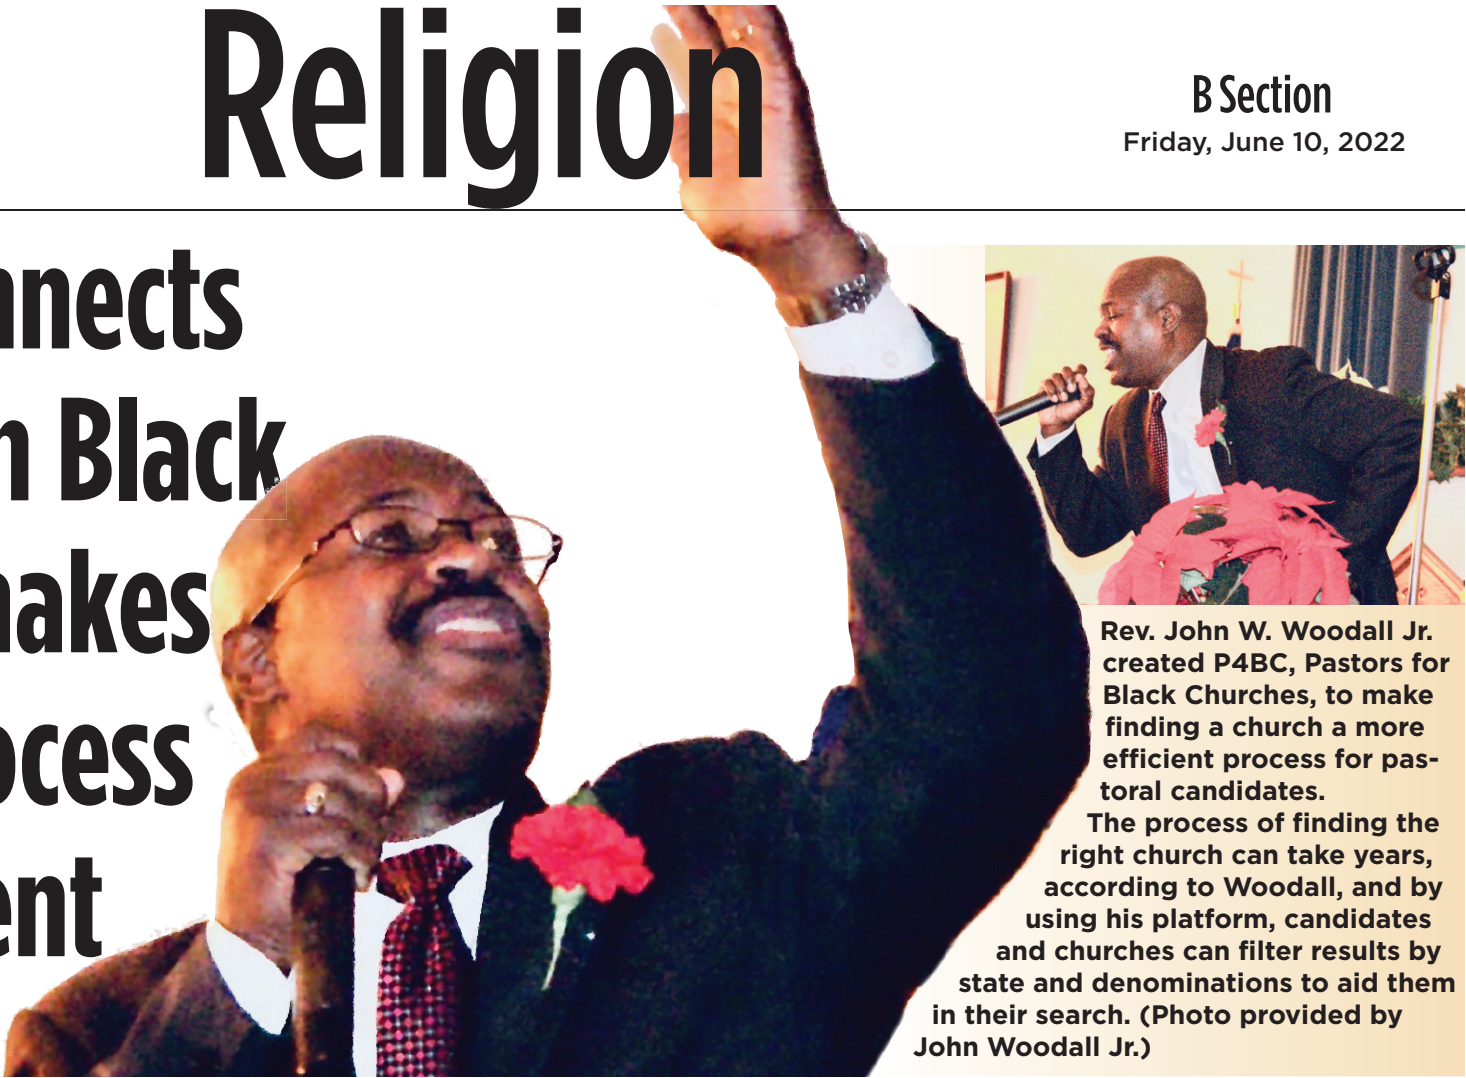 Religion
B Section
Friday, June 10, 2022
nects
Black
akes
cess
ent
Rev. John W. Woodall Jr.
created P4BC, Pastors for
Black Churches, to make
finding a church a more
efficient process for pas-
toral candidates.
The process of finding the
right church can take years,
according to Woodall, and by
using his platform, candidates
and churches can filter results by
state and denominations to aid them
in their search. (Photo provided by
John Woodall Jr.)